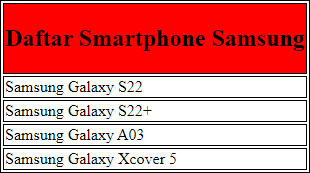 Daftar Smartphone Samsung
Samsung Galaxy S22
Samsung Galaxy S22+
Samsung Galaxy A03
Samsung Galaxy Xcover 5